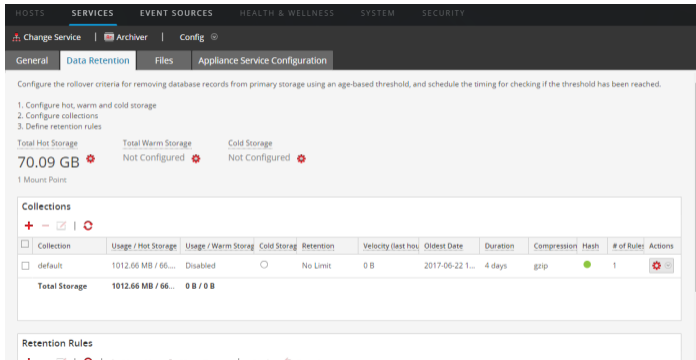 HOSTS SERVICES EVENT SOURCES HEALTH & WELLNESS SYSTEM SECURITY
Change Service | Archiver | Config
General Data Retention Files Appliance Service Configuration
Configure the rollover criteria for removing database records from primary storage using an age-based threshold, and schedule the timing for checking if the threshold has been reached.
1. Configure hot, warm and cold storage
2. Configure collections
3. Define retention rules
Total Hot Storage Total Warm Storage Cold Storage
70.09 GB Not Configured Not Configured
1 Mount Point
Collections
Collection Usage / Hot Storage Usage / Warm Storag Cold Storag Retention Velocity (last hou Oldest Date Duration Compression Hash # of Rules Actions
default 1012.66 MB / 66.... Disabled No Limit 0 B 2017-06-22 1... 4 days gzip 1
Total Storage 1012.66 MB / 66... 0 B / 0 B
Retention Rules